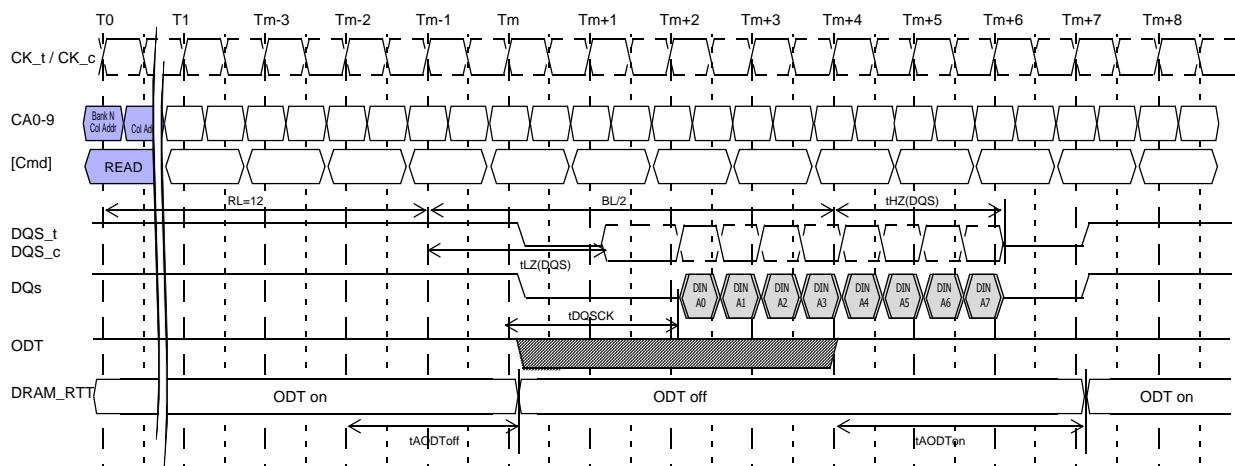 T0 T1 Tm-3 Tm-2 Tm-1 Tm Tm+1 Tm+2 Tm+3 Tm+4 Tm+5 Tm+6 Tm+7 Tm+8
CK_t / CK_c
CA0-9
Bank N
Col Addr
Col Ad
[Cmd]
READ
RL=12 BL/2 tHZ(DQS)
DQS_t
DQS_c
tLZ(DQS)
DQs
DIN A0
DIN A1
DIN A2
DIN A3
DIN A4
DIN A5
DIN A6
DIN A7
tDQSCK
ODT
DRAM_RTT
ODT on ODT off ODT on
tAODToff tAODTon